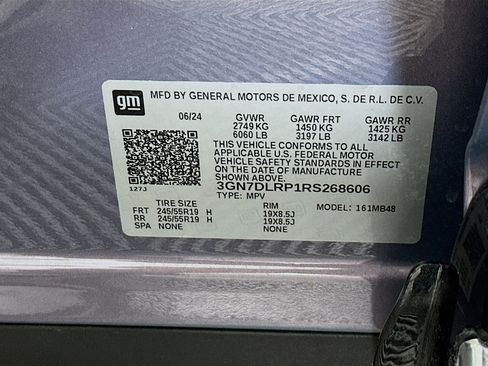 gm MFD BY GENERAL MOTORS DE MEXICO, S. DE R.L. DE C.V.
06/24 GVWR GAWR FRT GAWR RR
2749 KG 1450 KG 1425 KG
6060 LB 3197 LB 3142 LB
THIS VEHICLE CONFORMS TO ALL
APPLICABLE U.S. FEDERAL MOTOR
VEHICLE SAFETY STANDARDS IN EFFECT
ON THE DATE OF MANUFACTURE SHOWN ABOVE.
127J 3GN7DLRP1RS268606
TYPE: MPV
TIRE SIZE RIM MODEL: 161MB48
FRT 245/55R19 H 19X8.5J
RR 245/55R19 H 19X8.5J
SPA NONE NONE